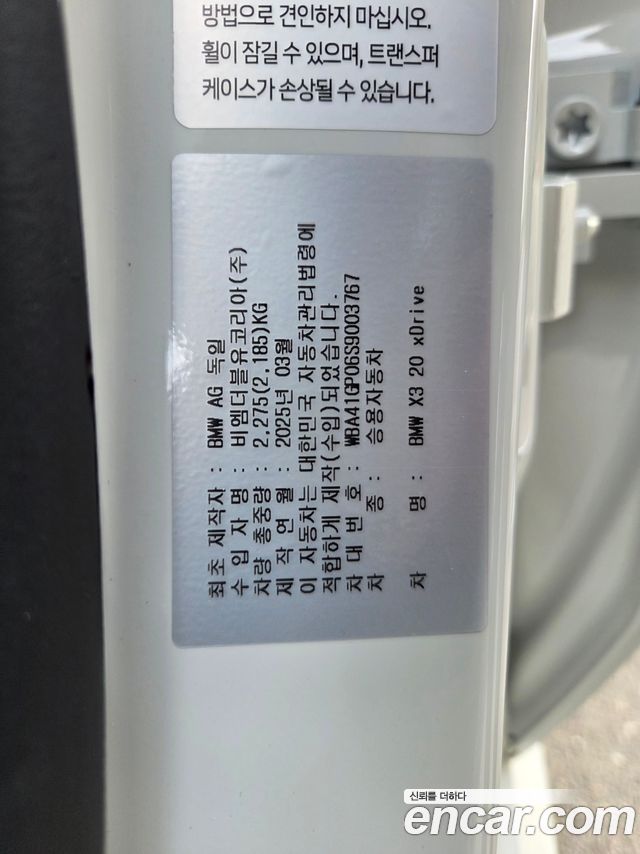 방법으로 견인하지 마십시오.
휠이 잠길 수 있으며, 트랜스퍼
케이스가 손상될 수 있습니다.
최초 제작자 : BMW AG 독일
수 입 자 명 : 비엠더블유코리아(주)
차량 총중량 : 2,275(2,185)KG
제 작 연 월 : 2025년 03월
이 자동차는 대한민국 자동차관리법령에
적합하게 제작(수입)되었습니다.
차 대 번 호 : WBA41GP06S9003767
차 종 : 승용자동차
차 명 : BMW X3 20 xDrive
신뢰를 더하다
encar.com